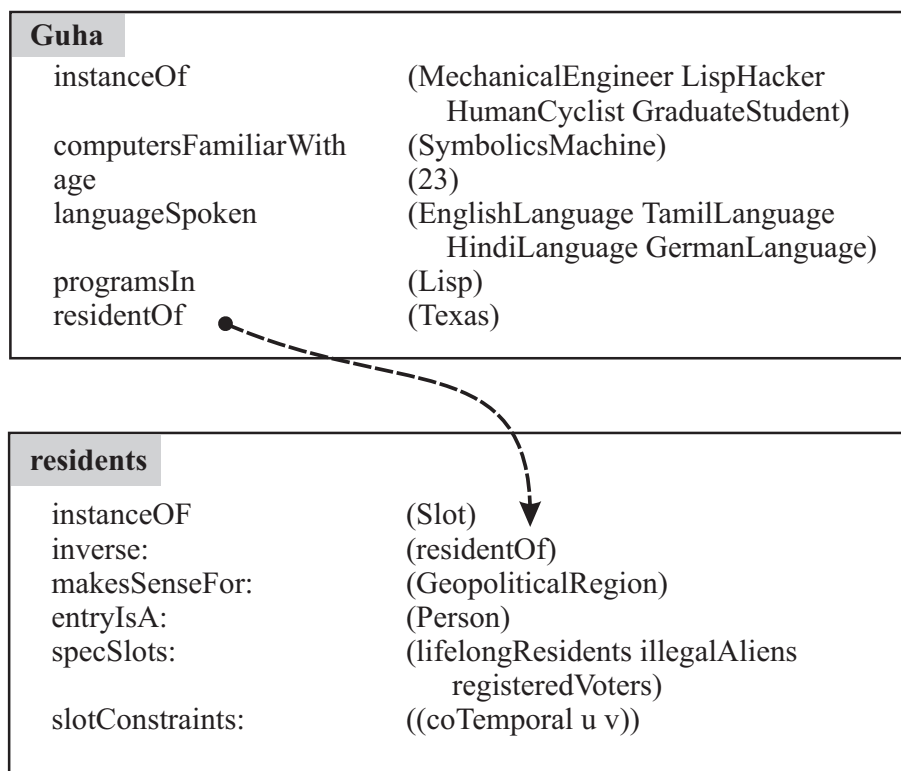 Guha
instanceOf (MechanicalEngineer LispHacker
HumanCyclist GraduateStudent)
computersFamiliarWith (SymbolicsMachine)
age (23)
languageSpoken (EnglishLanguage TamilLanguage
HindiLanguage GermanLanguage)
programsIn (Lisp)
residentOf (Texas)
residents
instanceOF (Slot)
inverse: (residentOf)
makesSenseFor: (GeopoliticalRegion)
entryIsA: (Person)
specSlots: (lifelongResidents illegalAliens
registeredVoters)
slotConstraints: ((coTemporal u v))